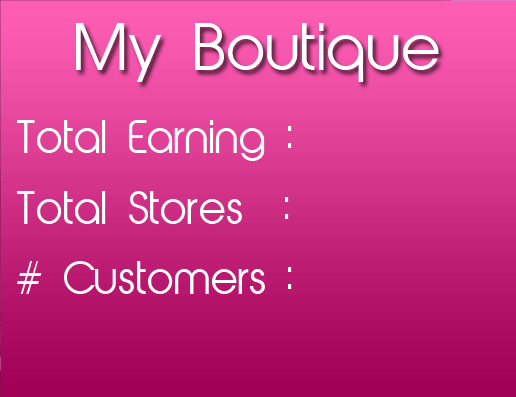 My Boutique
Total Earning :
Total Stores :
# Customers :